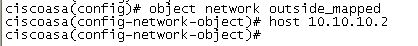 ciscoasa(config)# object network outside_mapped
ciscoasa(config-network-object)# host 10.10.10.2
ciscoasa(config-network-object)#